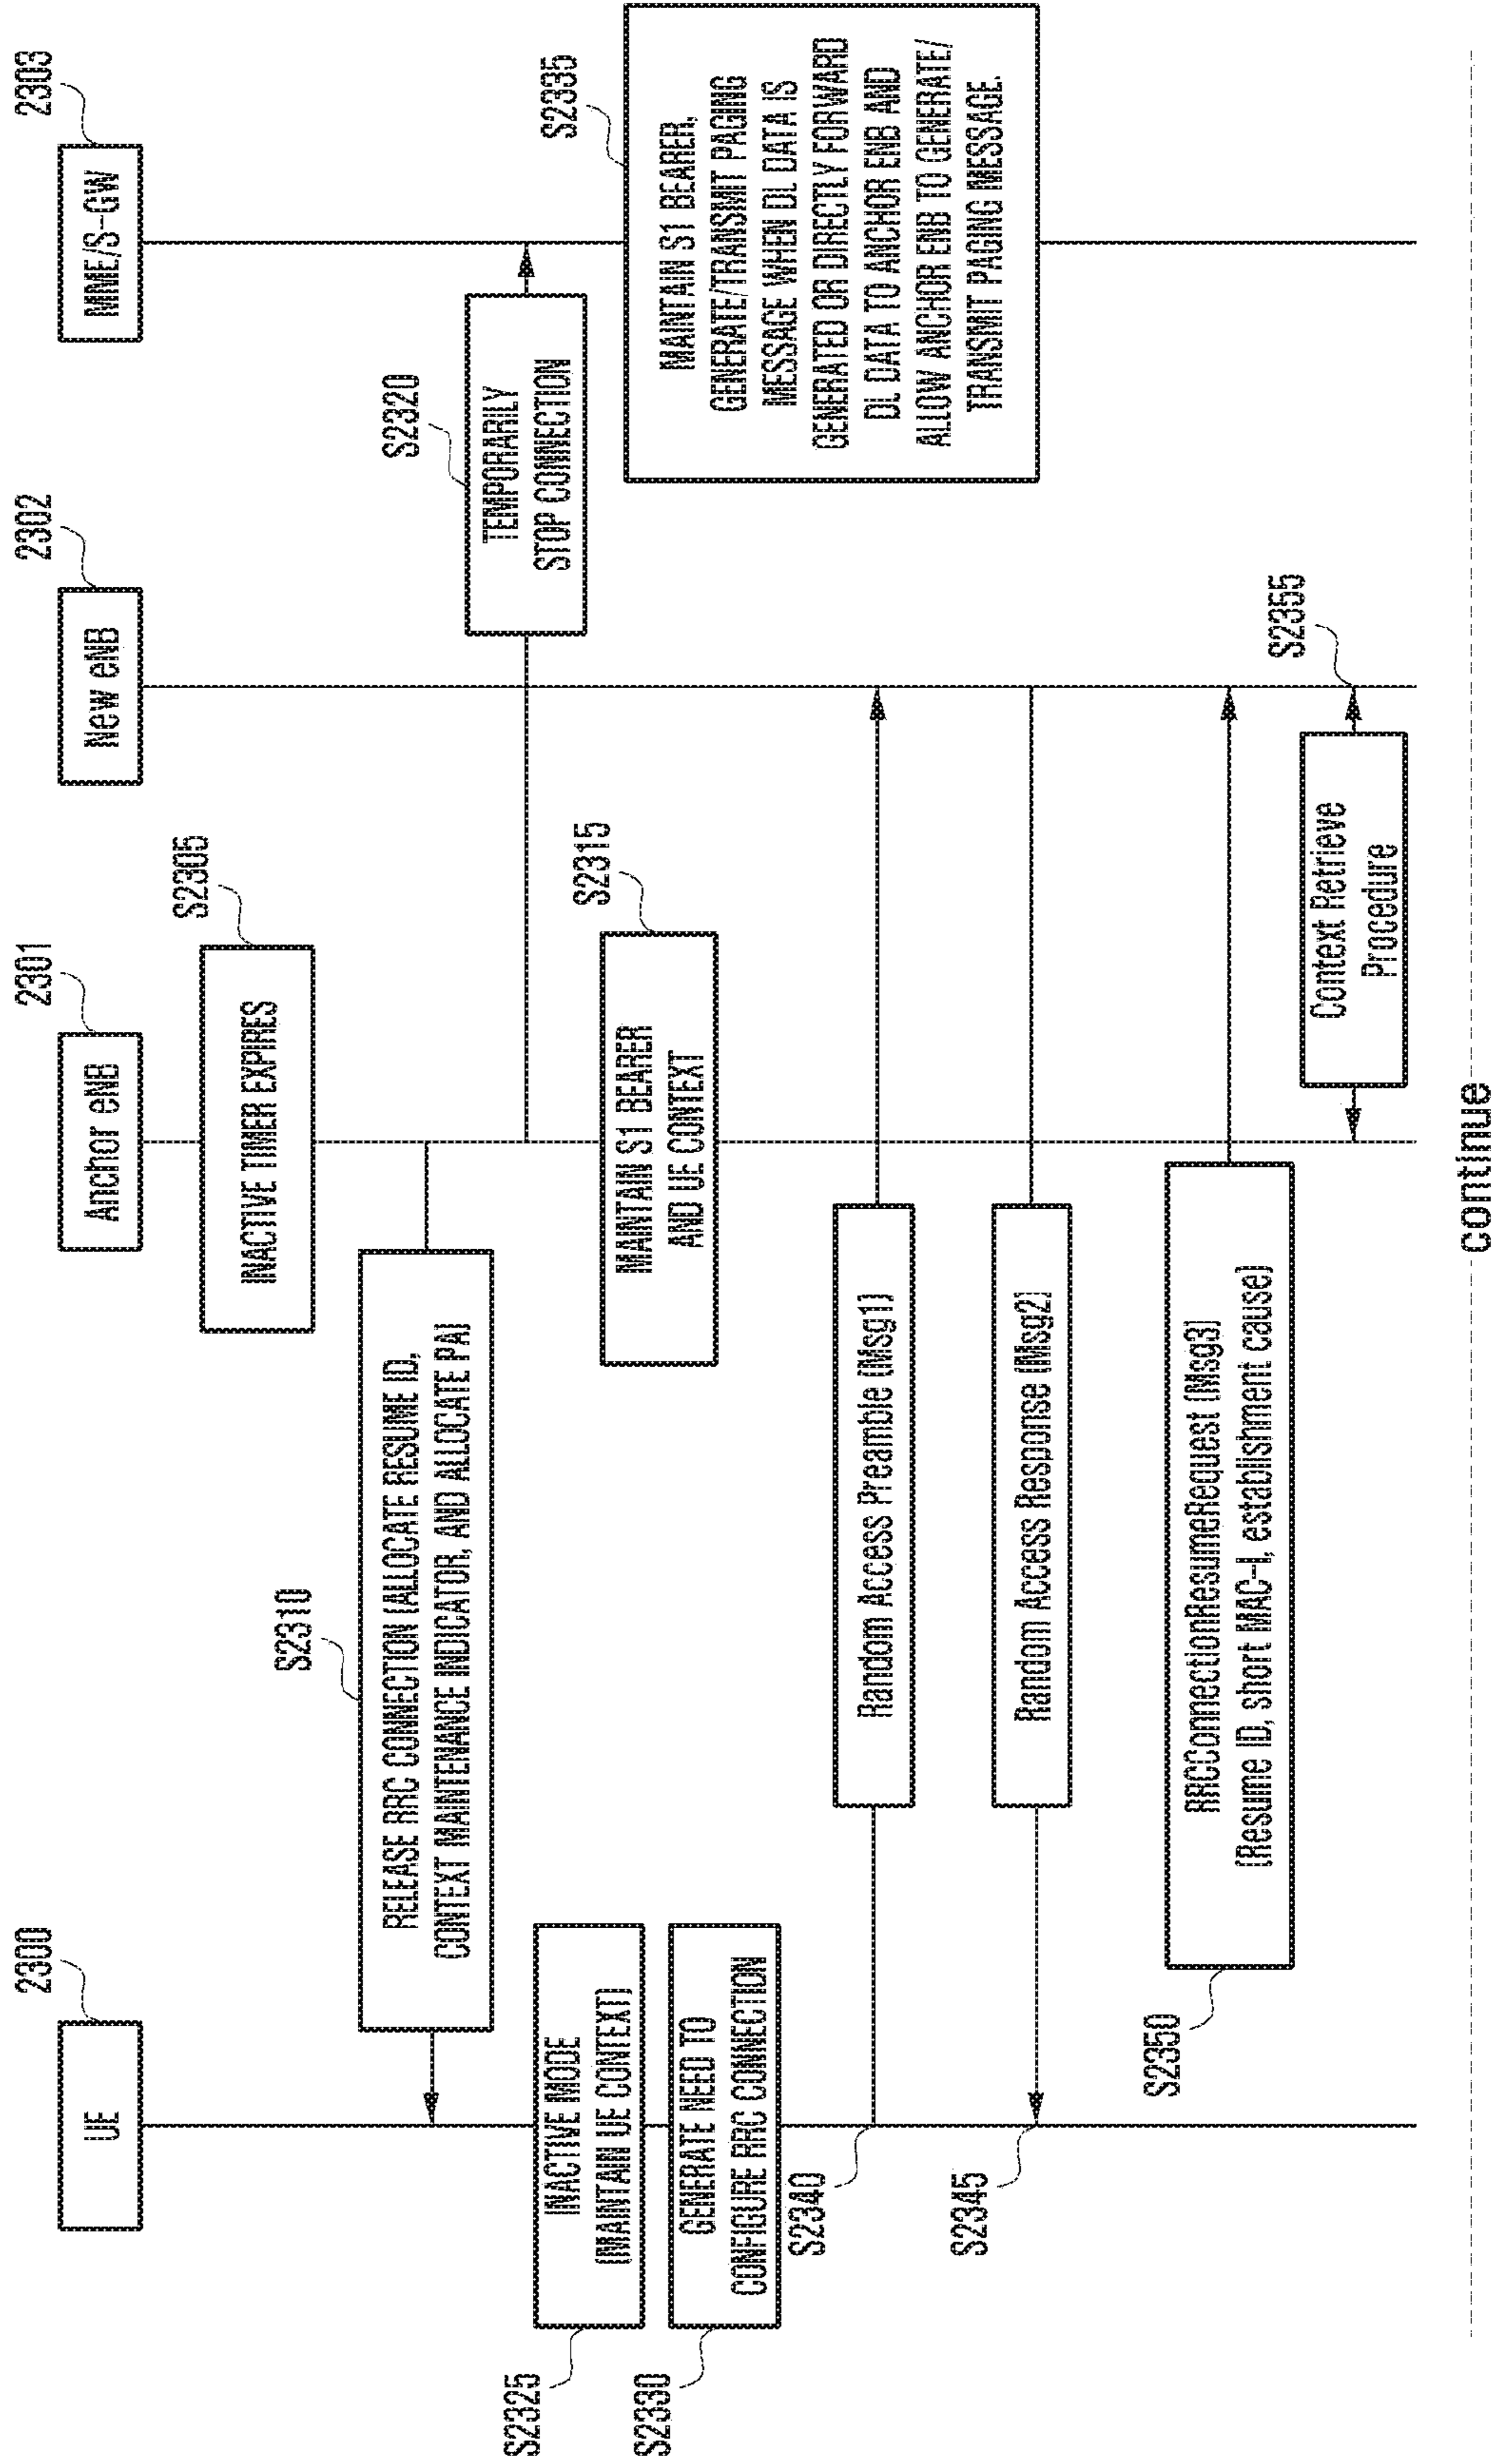 2300
UE
2301
Anchor eNB
2302
New eNB
2303
MME/S-GW
S2305
INACTIVE TIMER EXPIRES
S2310
RELEASE RRC CONNECTION (ALLOCATE RESUME ID,
CONTEXT MAINTENANCE INDICATOR, AND ALLOCATE PA)
S2320
TEMPORARILY
STOP CONNECTION
S2325
INACTIVE MODE
(MAINTAIN UE CONTEXT)
S2315
MAINTAIN S1 BEARER
AND UE CONTEXT
S2335
MAINTAIN S1 BEARER,
GENERATE/TRANSMIT PAGING
MESSAGE WHEN DL DATA IS
GENERATED OR DIRECTLY FORWARD
DL DATA TO ANCHOR ENB AND
ALLOW ANCHOR ENB TO GENERATE/
TRANSMIT PAGING MESSAGE.
S2330
GENERATE NEED TO
CONFIGURE RRC CONNECTION
S2340
Random Access Preamble (Msg1)
S2345
Random Access Response (Msg2)
S2350
RRCConnectionResumeRequest (Msg3)
(Resume ID, short MAC-I, establishment cause)
S2355
Context Retrieve
Procedure
continue